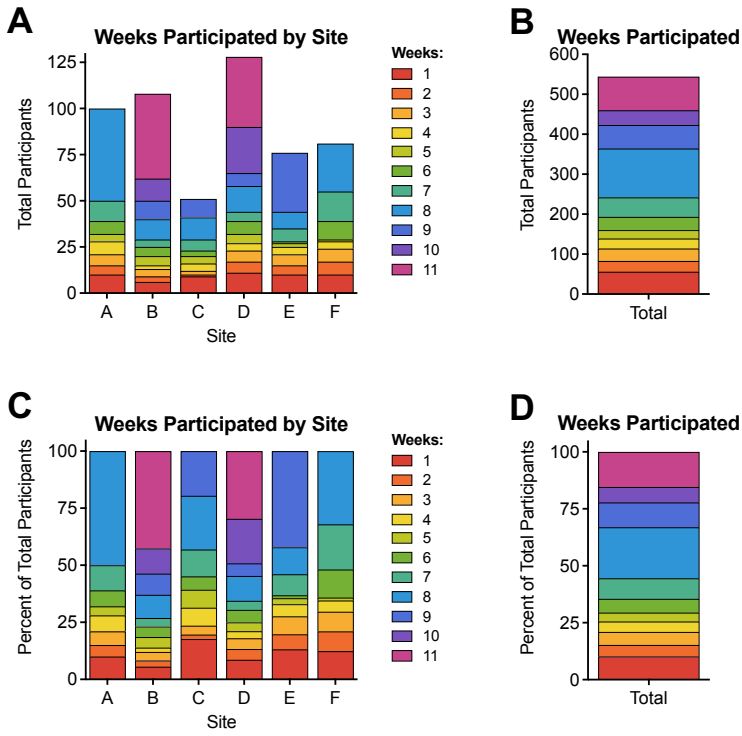 A
Weeks Participated by Site
Total Participants
125
100
75
50
25
0
A B C D E F
Site
Weeks:
1
2
3
4
5
6
7
8
9
10
11
B
Weeks Participated
Total Participants
600
500
400
300
200
100
0
Total
C
Weeks Participated by Site
Percent of Total Participants
100
75
50
25
0
A B C D E F
Site
Weeks:
1
2
3
4
5
6
7
8
9
10
11
D
Weeks Participated
Percent of Total Participants
100
75
50
25
0
Total